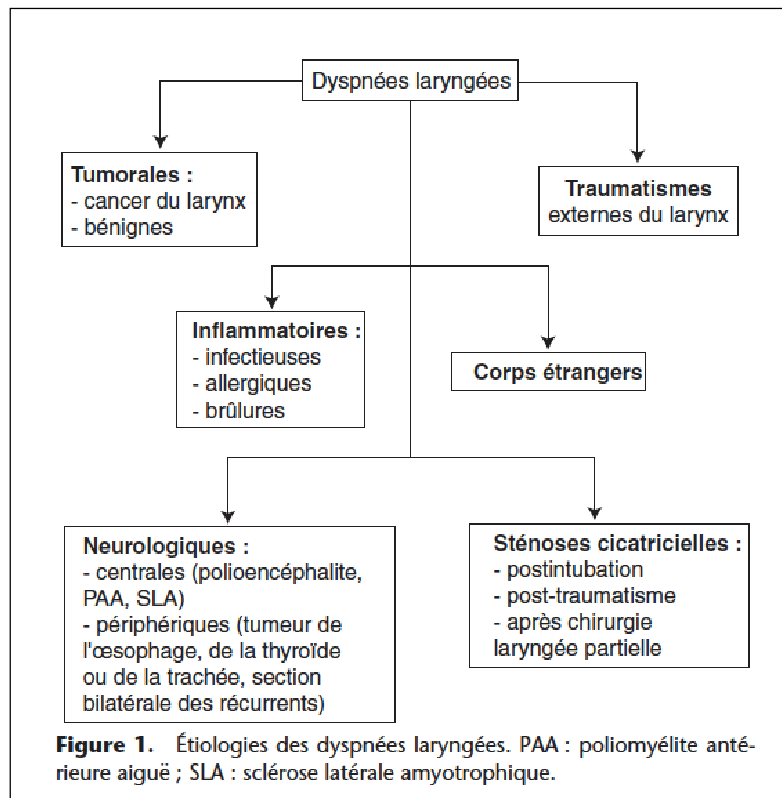 Dyspnées laryngées
Tumorales :
- cancer du larynx
- bénignes
Traumatismes
externes du larynx
Inflammatoires :
- infectieuses
- allergiques
- brûlures
Corps étrangers
Neurologiques :
- centrales (polioencéphalite,
PAA, SLA)
- périphériques (tumeur de
l'œsophage, de la thyroïde
ou de la trachée, section
bilatérale des récurrents)
Sténoses cicatricielles :
- postintubation
- post-traumatisme
- après chirurgie
laryngée partielle
Figure 1. Étiologies des dyspnées laryngées. PAA : poliomyélite anté-
rieure aiguë ; SLA : sclérose latérale amyotrophique.